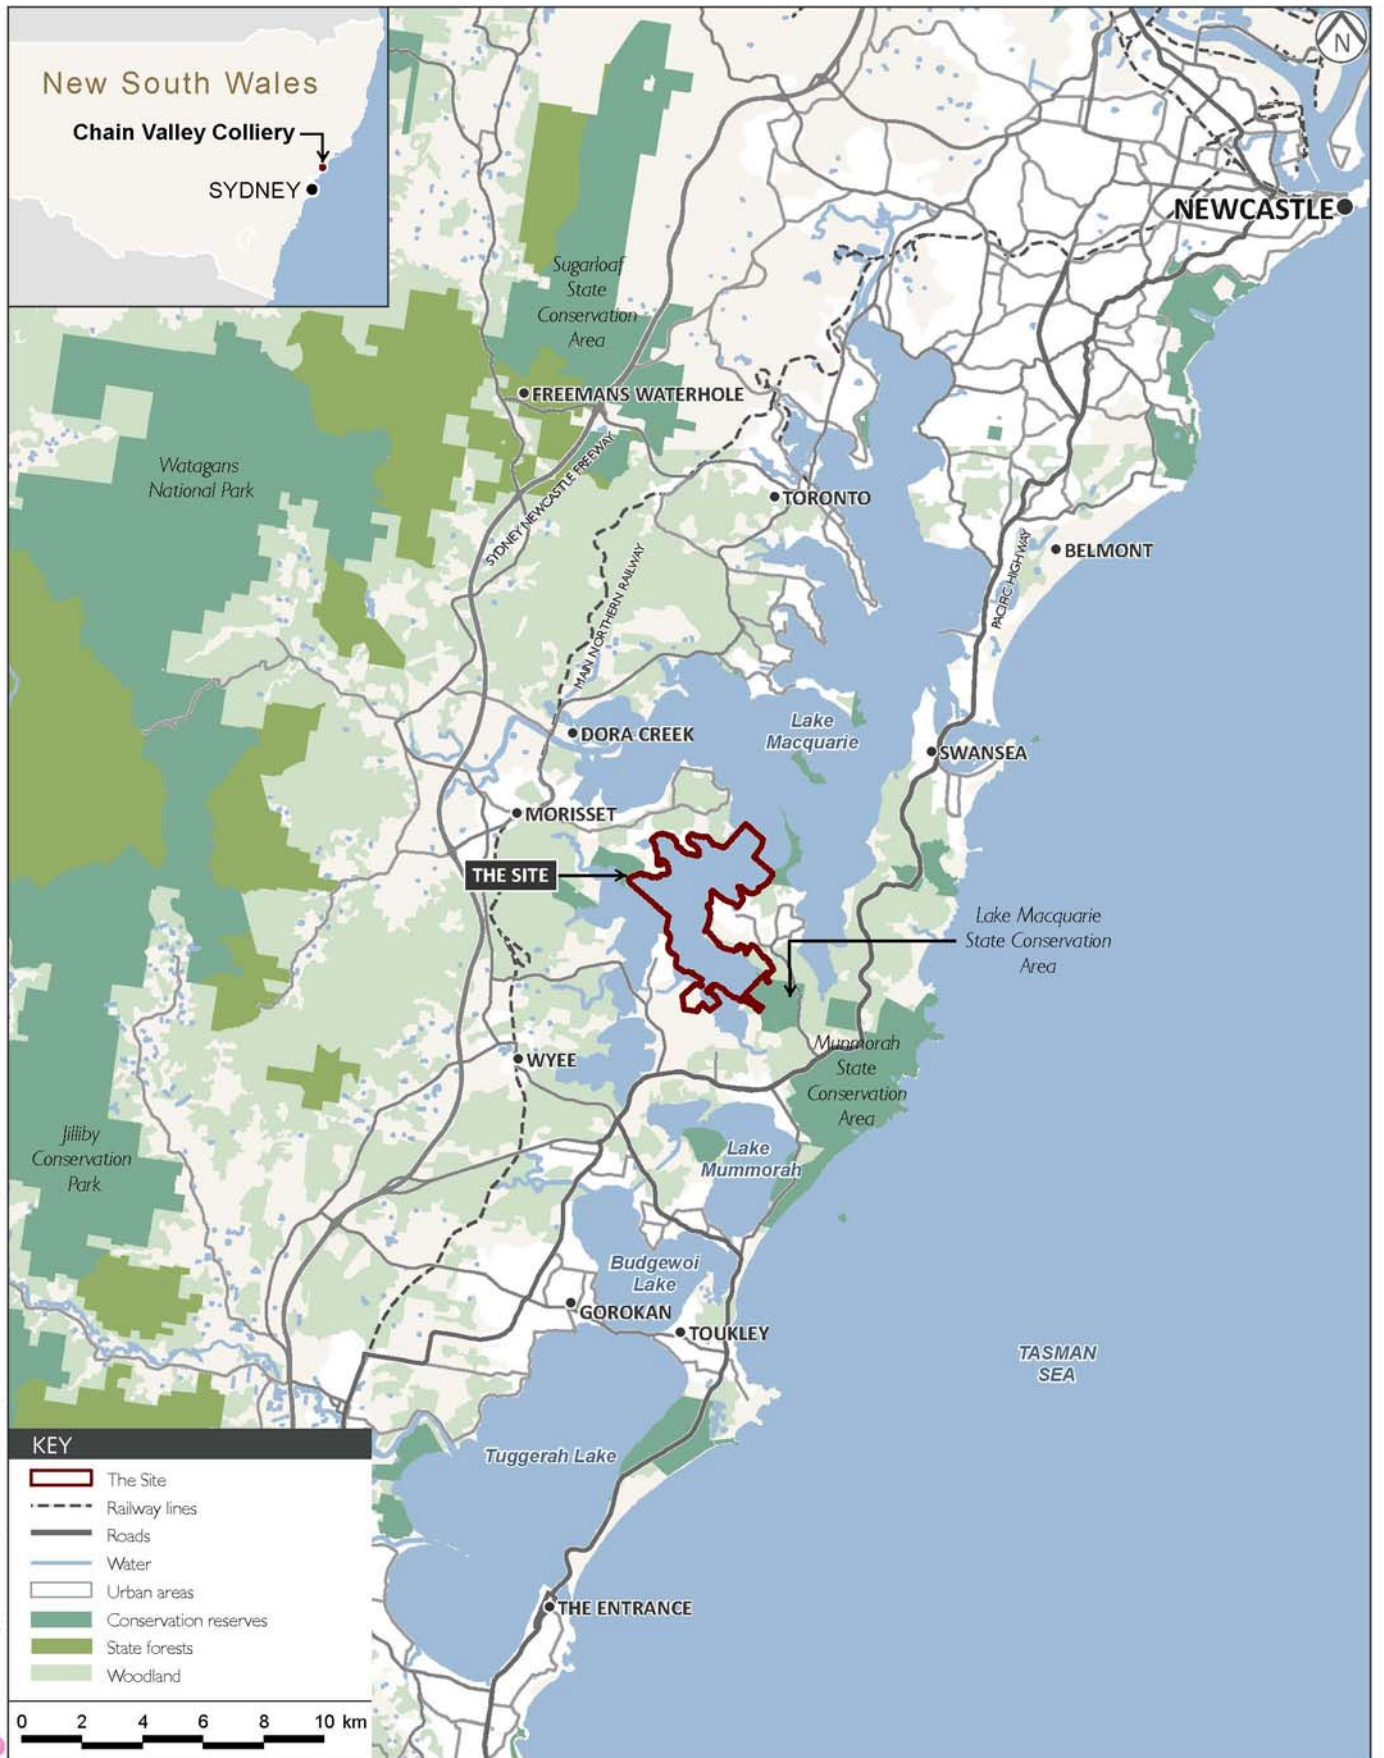 New South Wales
Chain Valley Colliery
SYDNEY
N
NEWCASTLE
Sugarloaf
State
Conservation
Area
FREEMANS WATERHOLE
Watagans
National Park
SYDNEY NEWCASTLE FREEWAY
TORONTO
BELMONT
PACIRC HIGHWAY
MAIN NORTHERN RAILWAY
DORA CREEK
Lake
Macquarie
SWANSEA
MORISSET
THE SITE
Lake Macquarie
State Conservation
Area
WYEE
Munmorah
State
Conservation
Area
Jilliby
Conservation
Park
Lake
Mummorah
Budgewoi
Lake
GOROKAN
TOUKLEY
TASMAN
SEA
Tuggerah Lake
THE ENTRANCE
KEY
The Site
Railway lines
Roads
Water
Urban areas
Conservation reserves
State forests
Woodland
0 2 4 6 8 10 km